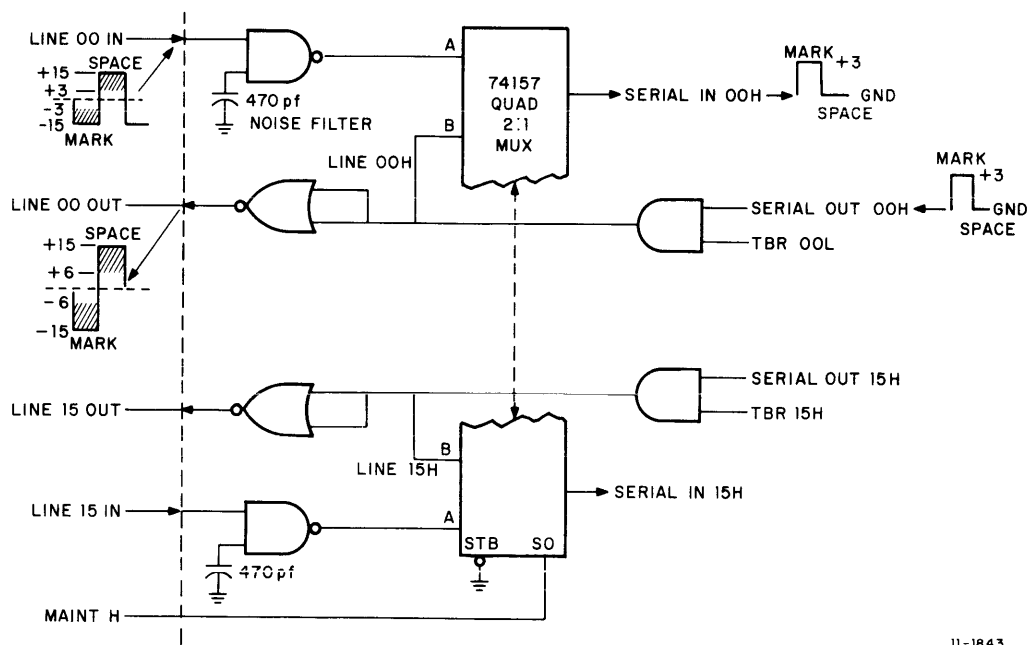 LINE 00 IN
SPACE
+15
+3
-3
-15
MARK
470 pf
NOISE FILTER
A
B
LINE 00H
74157
QUAD
2:1
MUX
SERIAL IN 00H
MARK
+3
GND
SPACE
LINE 00 OUT
SPACE
+15
+6
-6
-15
MARK
SERIAL OUT 00H
TBR 00L
MARK
+3
GND
SPACE
LINE 15 OUT
SERIAL OUT 15H
TBR 15H
B
LINE 15H
A
STB
SO
SERIAL IN 15H
LINE 15 IN
470pf
MAINT H
11-1843